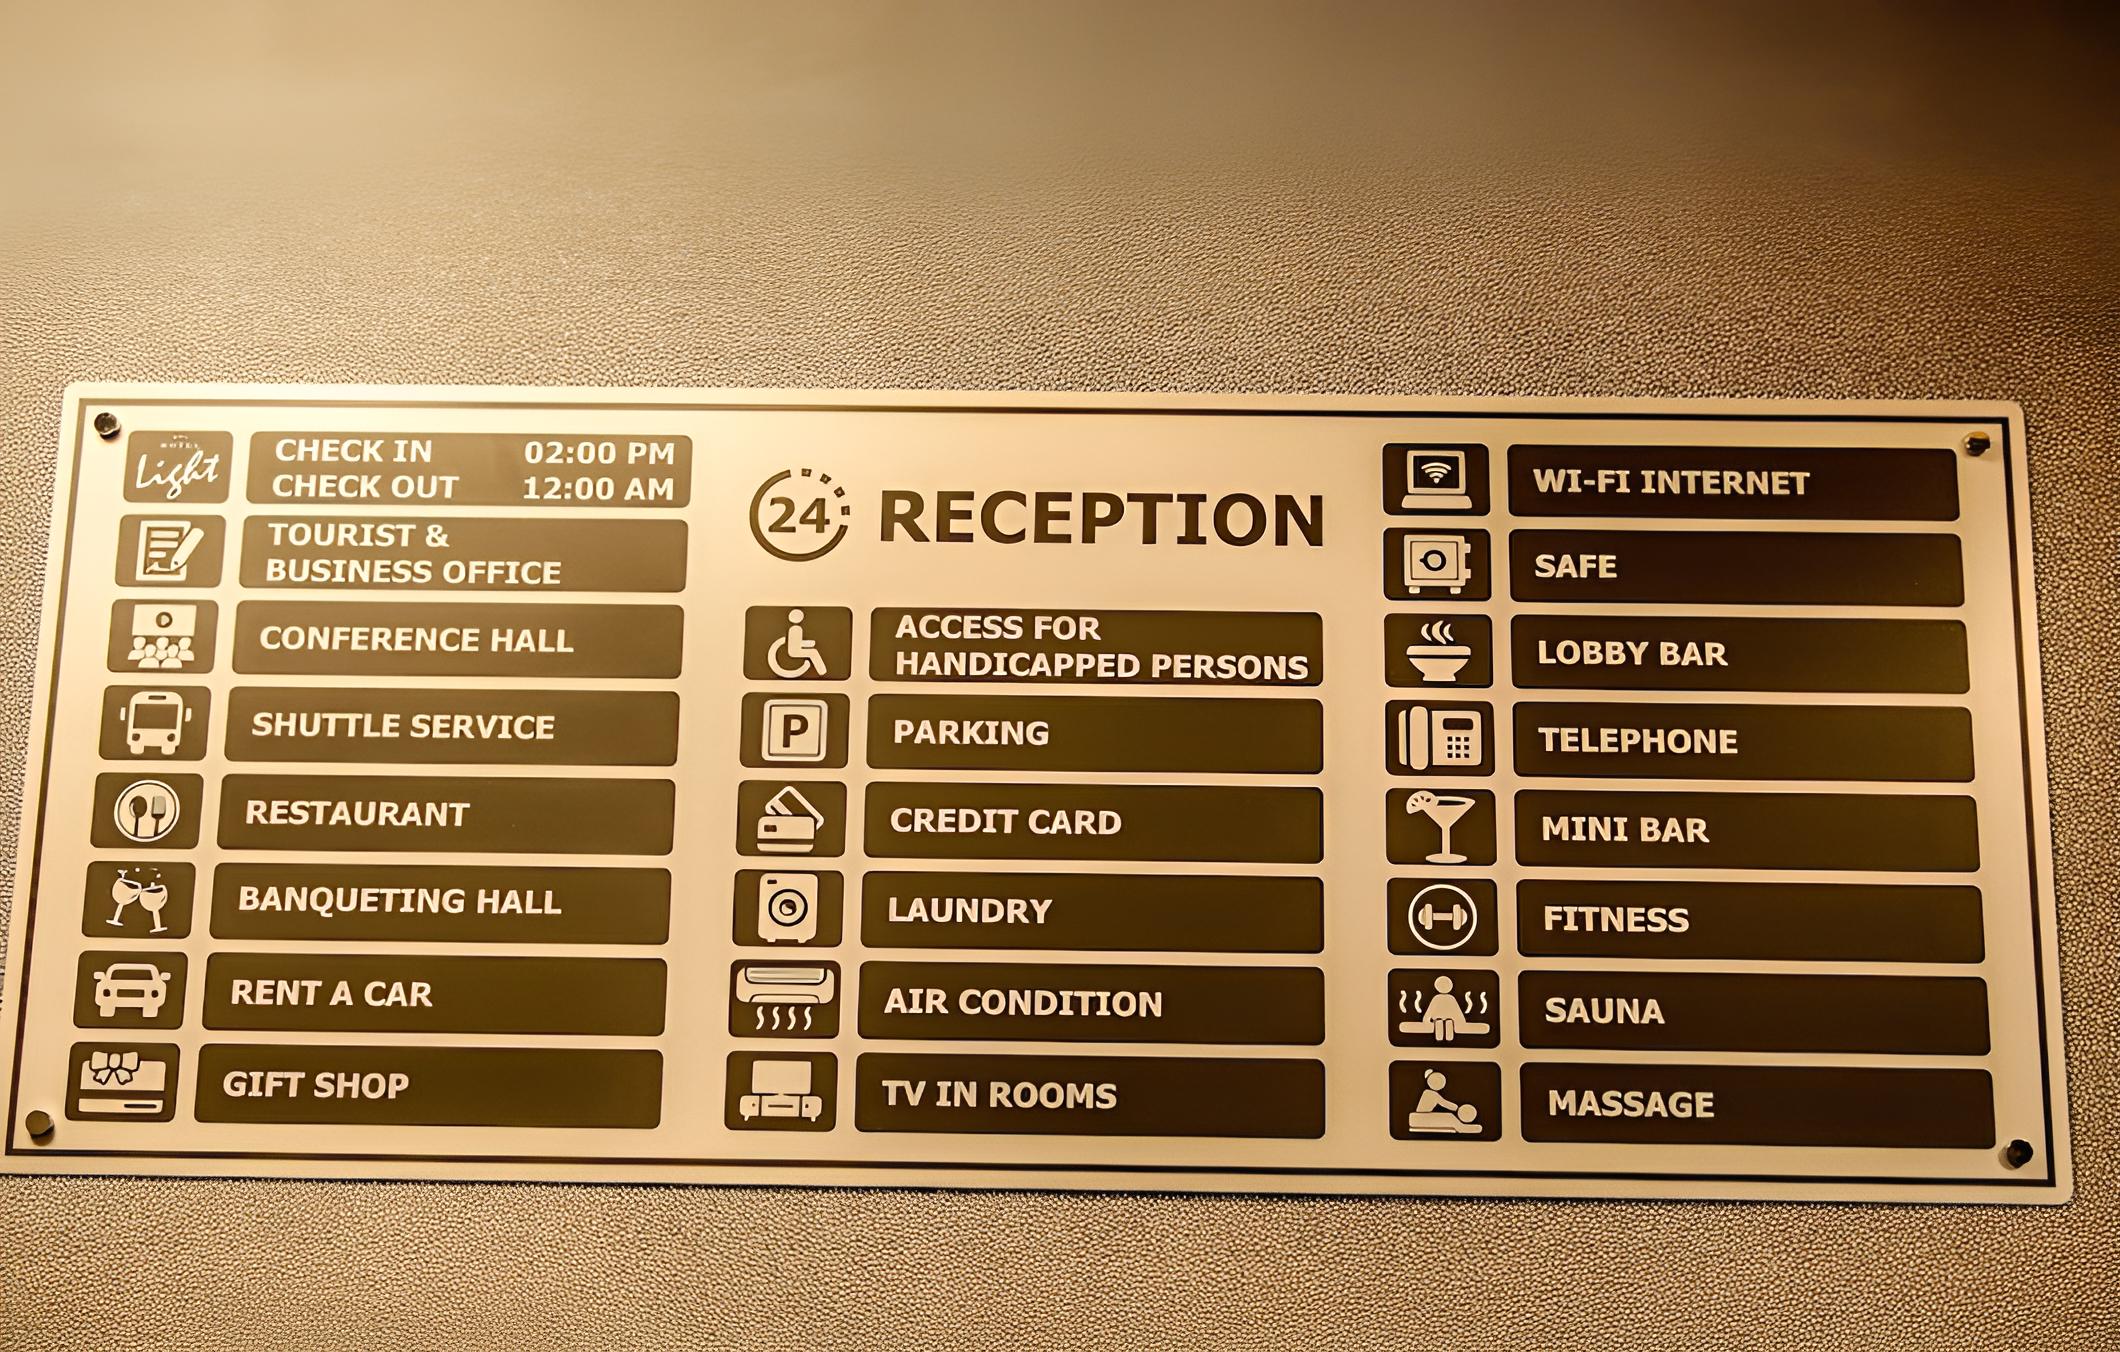 HOTEL
Light
CHECK IN 02:00 PM
CHECK OUT 12:00 AM
TOURIST &
BUSINESS OFFICE
CONFERENCE HALL
SHUTTLE SERVICE
RESTAURANT
BANQUETING HALL
RENT A CAR
GIFT SHOP
24 RECEPTION
ACCESS FOR
HANDICAPPED PERSONS
P PARKING
CREDIT CARD
LAUNDRY
AIR CONDITION
TV IN ROOMS
WI-FI INTERNET
SAFE
LOBBY BAR
TELEPHONE
MINI BAR
FITNESS
SAUNA
MASSAGE